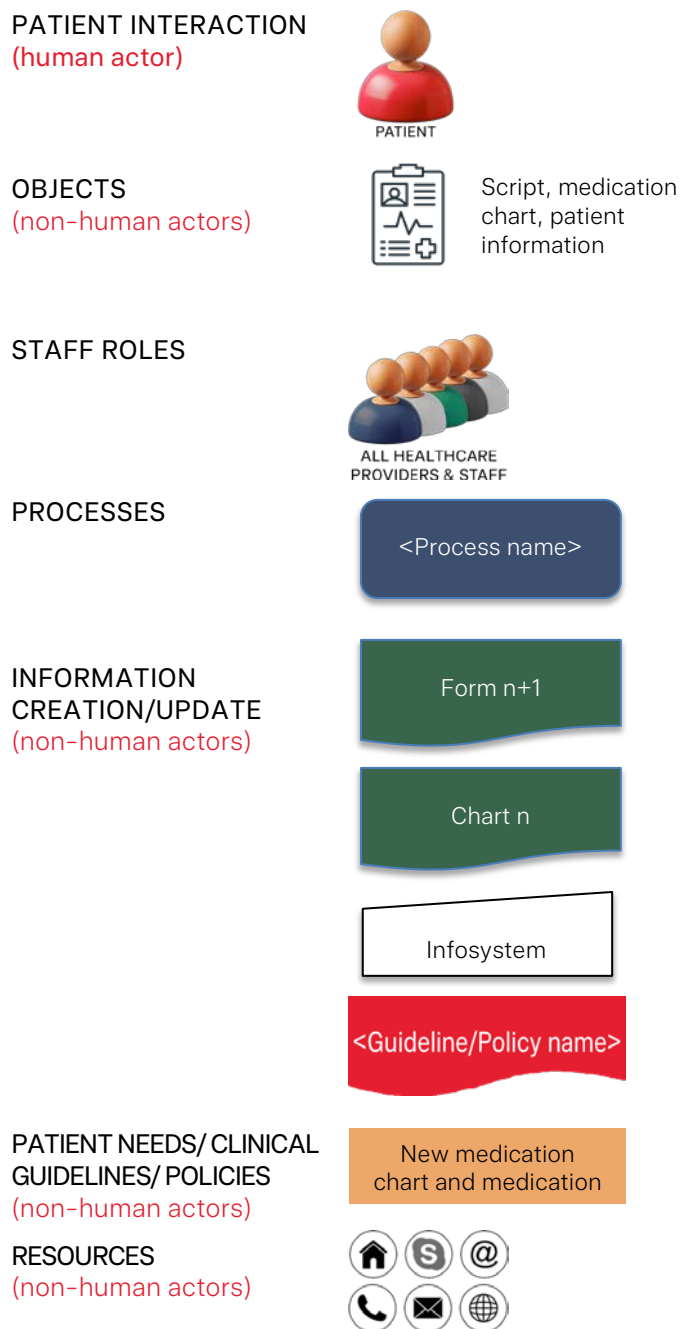 PATIENT INTERACTION
(human actor)
PATIENT
OBJECTS
(non-human actors)
Script, medication
chart, patient
information
STAFF ROLES
ALL HEALTHCARE
PROVIDERS & STAFF
PROCESSES
<Process name>
INFORMATION
CREATION/UPDATE
(non-human actors)
Form n+1
Chart n
Infosystem
<Guideline/Policy name>
PATIENT NEEDS/ CLINICAL
GUIDELINES/ POLICIES
(non-human actors)
New medication
chart and medication
RESOURCES
(non-human actors)
S @